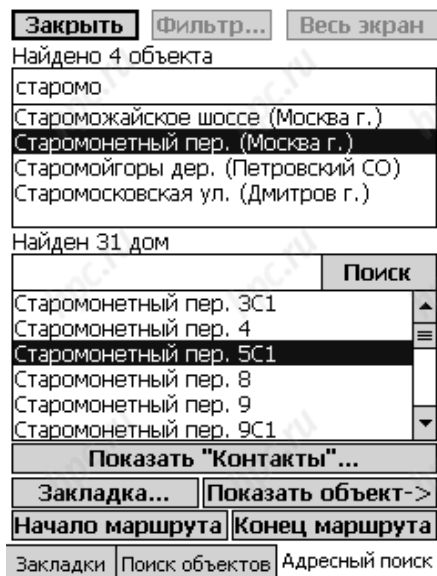 Закрыть Фильтр... Весь экран
Найдено 4 объекта
старомо
Староможайское шоссе (Москва г.)
Старомонетный пер. (Москва г.)
Старомойгоры дер. (Петровский СО)
Старомосковская ул. (Дмитров г.)
Найден 31 дом
Поиск
Старомонетный пер. 3С1
Старомонетный пер. 4
Старомонетный пер. 5С1
Старомонетный пер. 8
Старомонетный пер. 9
Старомонетный пер. 9С1
Показать "Контакты"...
Закладка... Показать объект->
Начало маршрута Конец маршрута
Закладки Поиск объектов Адресный поиск